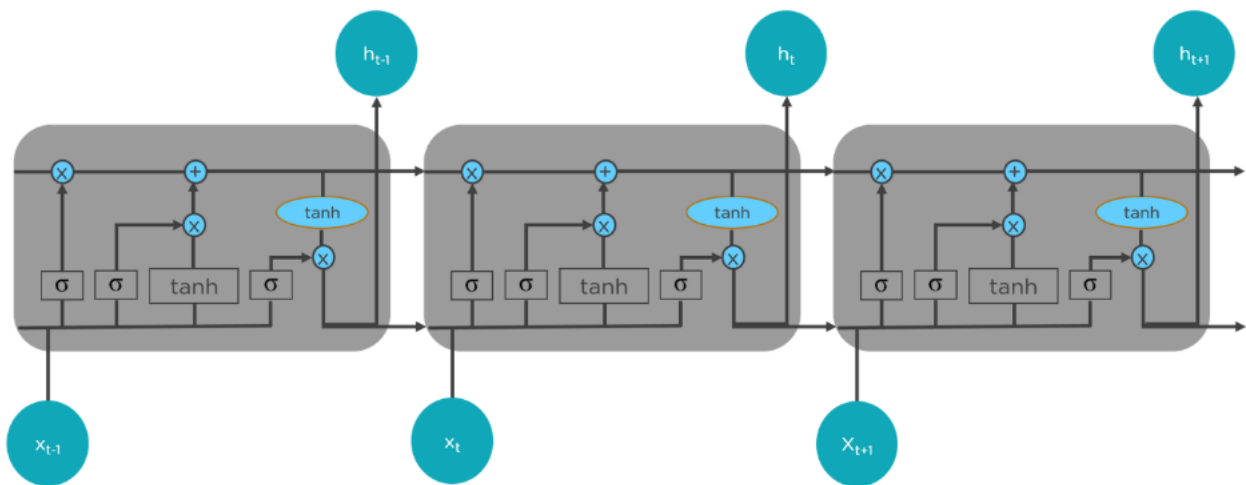 h_{t-1} h_t h_{t+1}
x + x + x +
tanh tanh tanh
x x x
x x x
σ σ tanh σ σ σ tanh σ σ σ tanh σ
x_{t-1} x_t X_{t+1}